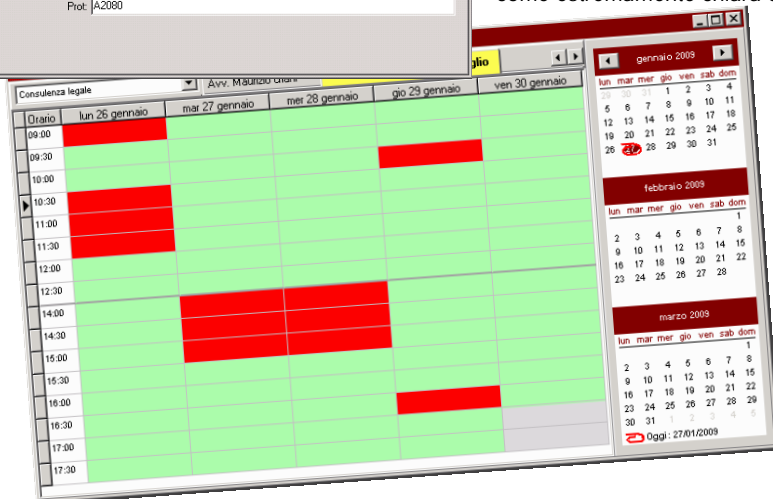 Prot: A2080
glio
Consulenza legale
Avv. Maurizio
Orario lun 26 gennaio mar 27 gennaio mer 28 gennaio gio 29 gennaio ven 30 gennaio
09:00
09:30
10:00
10:30
11:00
11:30
12:00
12:30
14:00
14:30
15:00
15:30
16:00
16:30
17:00
17:30
gennaio 2009
lun mar mer gio ven sab dom
29 30 31 1 2 3 4
5 6 7 8 9 10 11
12 13 14 15 16 17 18
19 20 21 22 23 24 25
26 27 28 29 30 31
febbraio 2009
lun mar mer gio ven sab dom
1
2 3 4 5 6 7 8
9 10 11 12 13 14 15
16 17 18 19 20 21 22
23 24 25 26 27 28
marzo 2009
lun mar mer gio ven sab dom
1
2 3 4 5 6 7 8
9 10 11 12 13 14 15
16 17 18 19 20 21 22
23 24 25 26 27 28 29
30 31 1 2 3 4 5
Oggi: 27/01/2009